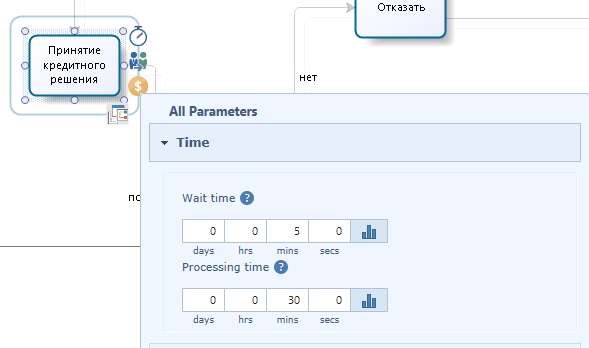 Отказать
Принятие
кредитного
решения
нет
All Parameters
Time
Wait time ?
0 0 5 0
days hrs mins secs
Processing time ?
0 0 30 0
days hrs mins secs
по
$